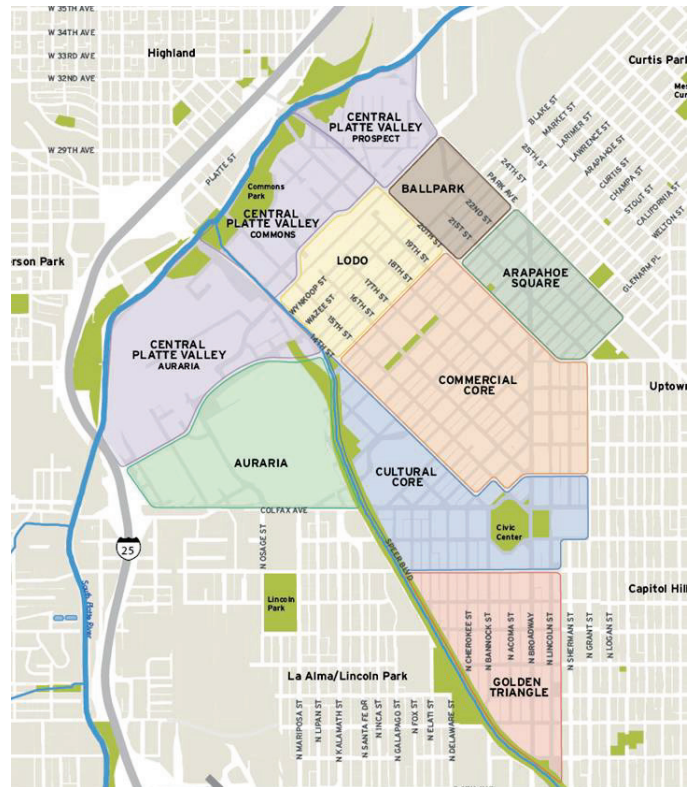 W 35TH AVE
W 34TH AVE
W 33RD AVE
W 32ND AVE
Highland
W 29TH AVE
PLATTE ST
Commons
Park
CENTRAL
PLATTE VALLEY
PROSPECT
CENTRAL
PLATTE VALLEY
COMMONS
BALLPARK
Curtis Park
BLAKE ST
MARKET ST
LARIMER ST
LAWRENCE ST
ARAPAHOE ST
CURTIS ST
CHAMPA ST
STOUT ST
CALIFORNIA ST
WELTON ST
GLENARM PL
25TH ST
24TH ST
PARK AVE
22ND ST
21ST ST
20TH ST
19TH ST
18TH ST
17TH ST
16TH ST
15TH ST
14TH ST
WYNKOOP ST
WAZEE ST
LODO
ARAPAHOE
SQUARE
erson Park
CENTRAL
PLATTE VALLEY
AURARIA
COMMERCIAL
CORE
Uptown
AURARIA
CULTURAL
CORE
COLFAX AVE
Civic
Center
25
N OSAGE ST
SPEER BLVD
South Platte River
Lincoln
Park
Capitol Hill
N CHEROKEE ST
N BANNOCK ST
N ACOMA ST
N BROADWAY
N LINCOLN ST
N SHERMAN ST
N GRANT ST
N LOGAN ST
La Alma/Lincoln Park
GOLDEN
TRIANGLE
N MARIPOSA ST
N LIPAN ST
N KALAMATH ST
N SANTA FE DR
N INCA ST
N GALAPAGO ST
N FOX ST
N ELATI ST
N DELAWARE ST